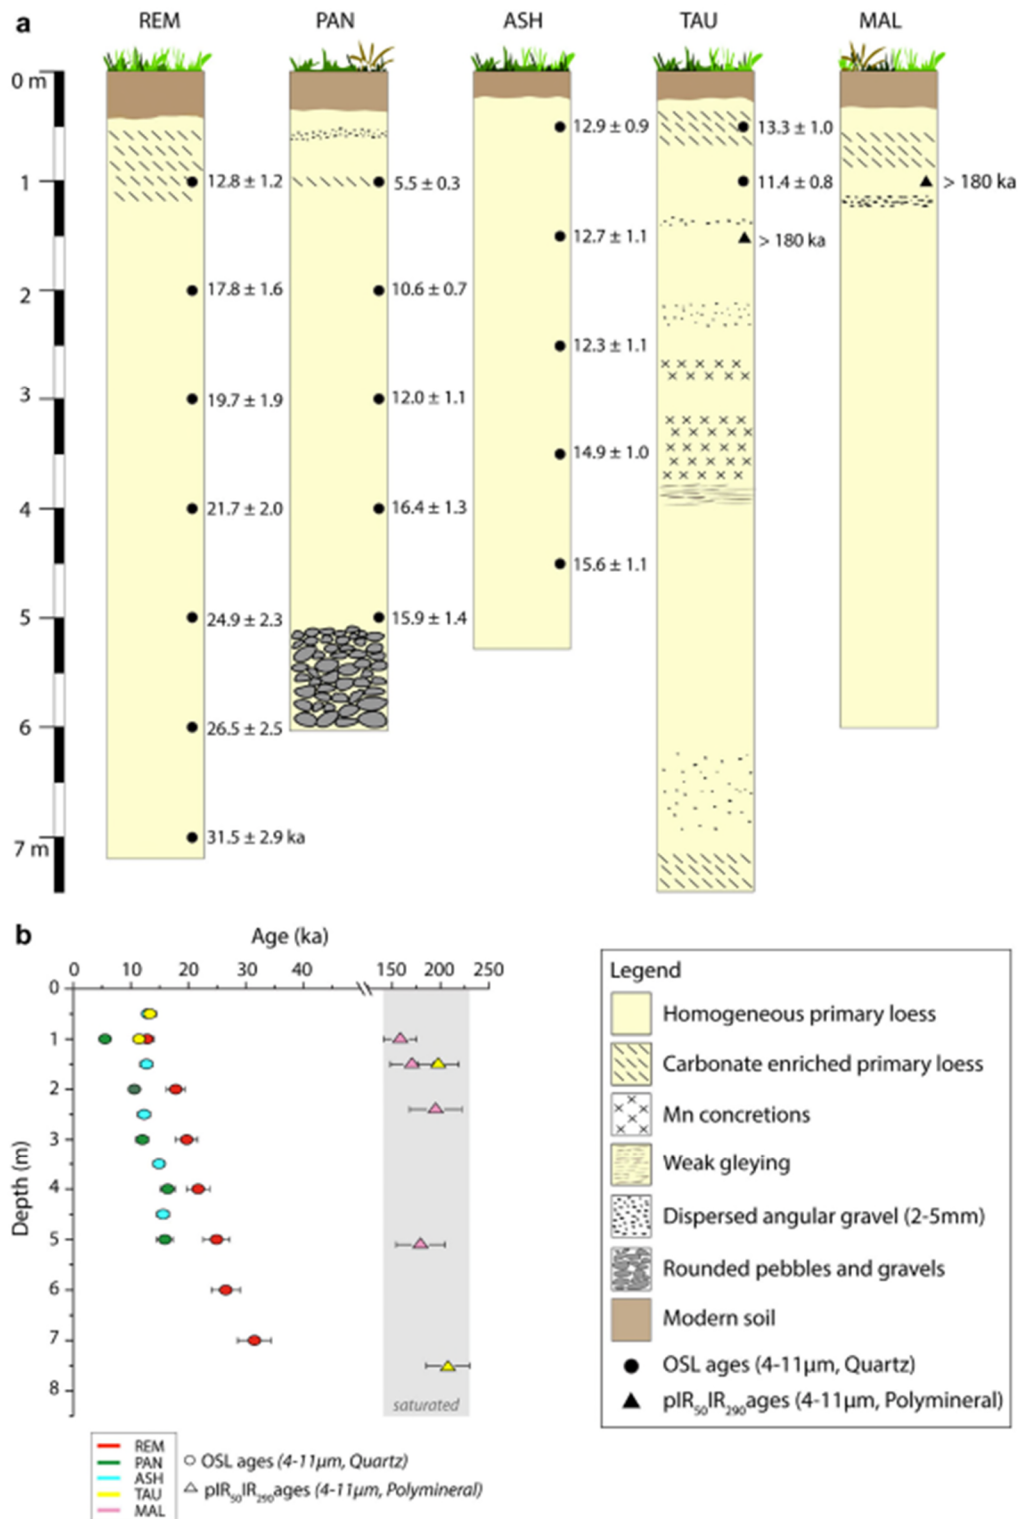 a
REM PAN ASH TAU MAL
0 m
12.9 ± 0.9 13.3 ± 1.0
1 12.8 ± 1.2 5.5 ± 0.3 11.4 ± 0.8 > 180 ka
12.7 ± 1.1 > 180 ka
2 17.8 ± 1.6 10.6 ± 0.7
12.3 ± 1.1
3 19.7 ± 1.9 12.0 ± 1.1
14.9 ± 1.0
4 21.7 ± 2.0 16.4 ± 1.3
15.6 ± 1.1
5 24.9 ± 2.3 15.9 ± 1.4
6 26.5 ± 2.5
7 m 31.5 ± 2.9 ka
b
Age (ka)
0 10 20 30 40 150 200 250
Depth (m)
0
1
2
3
4
5
6
7
8
saturated
REM
PAN
ASH
TAU
MAL
OSL ages (4-11µm, Quartz)
pIR50IR290ages (4-11µm, Polymineral)
Legend
Homogeneous primary loess
Carbonate enriched primary loess
Mn concretions
Weak gleying
Dispersed angular gravel (2-5mm)
Rounded pebbles and gravels
Modern soil
OSL ages (4-11µm, Quartz)
pIR50IR290ages (4-11µm, Polymineral)